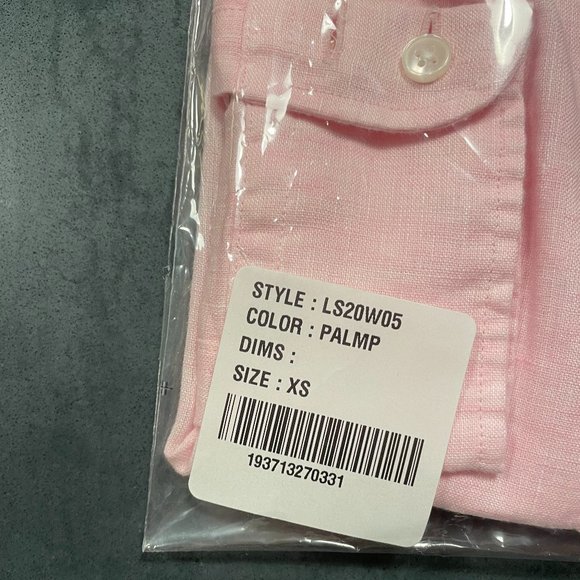 STYLE : LS20W05
COLOR : PALMP
DIMS :
SIZE : XS
193713270331